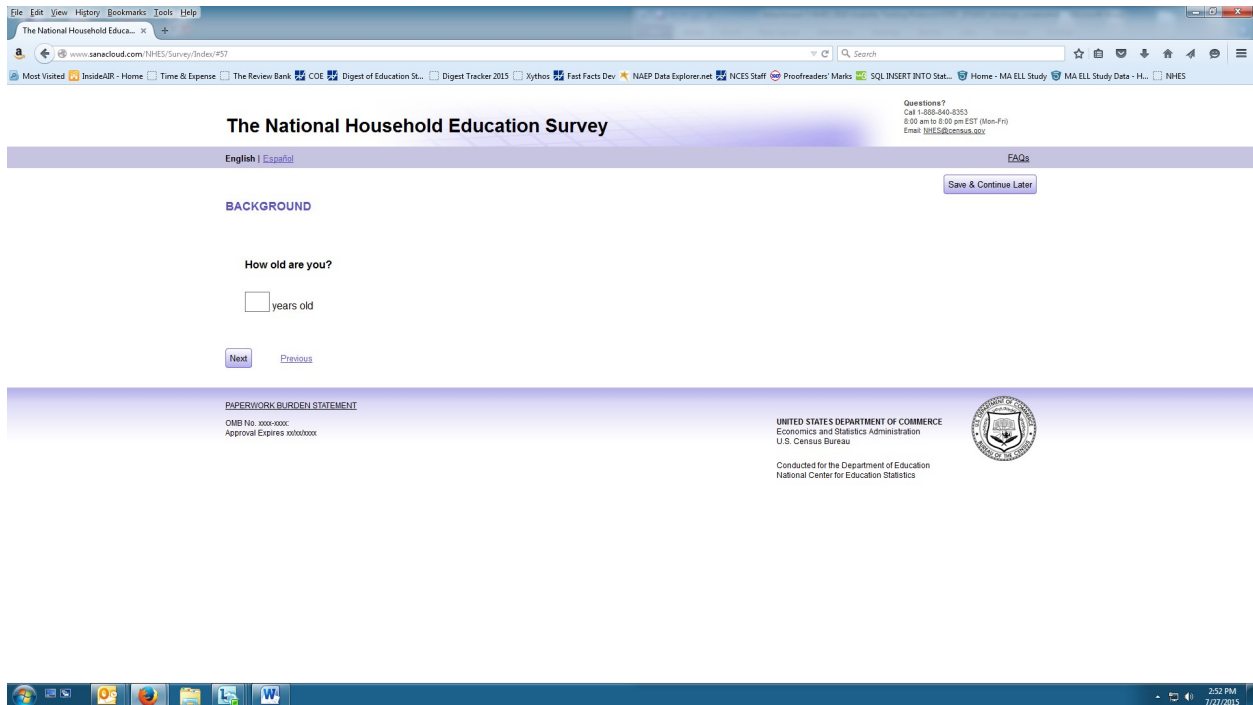 File Edit View History Bookmarks Tools Help
The National Household Educa... × +
www.sanacloud.com/NHES/Survey/Index/#57
Search
Most Visited InsideAIR - Home Time & Expense The Review Bank COE Digest of Education St... Digest Tracker 2015 Xythos Fast Facts Dev NAEP Data Explorer.net NCES Staff Proofreaders' Marks SQL INSERT INTO Stat... Home - MA ELL Study MA ELL Study Data - H... NHES
Questions?
Call 1-888-840-8353
8:00 am to 8:00 pm EST (Mon-Fri)
Email: NHES@census.gov
The National Household Education Survey
English | Español
FAQs
Save & Continue Later
BACKGROUND
How old are you?
years old
Next Previous
PAPERWORK BURDEN STATEMENT
OMB No. xxxx-xxxx:
Approval Expires xx/xx/xxxx
UNITED STATES DEPARTMENT OF COMMERCE
Economics and Statistics Administration
U.S. Census Bureau
Conducted for the Department of Education
National Center for Education Statistics
U.S. DEPARTMENT OF COMMERCE
BUREAU OF THE CENSUS
2:52 PM
7/27/2015